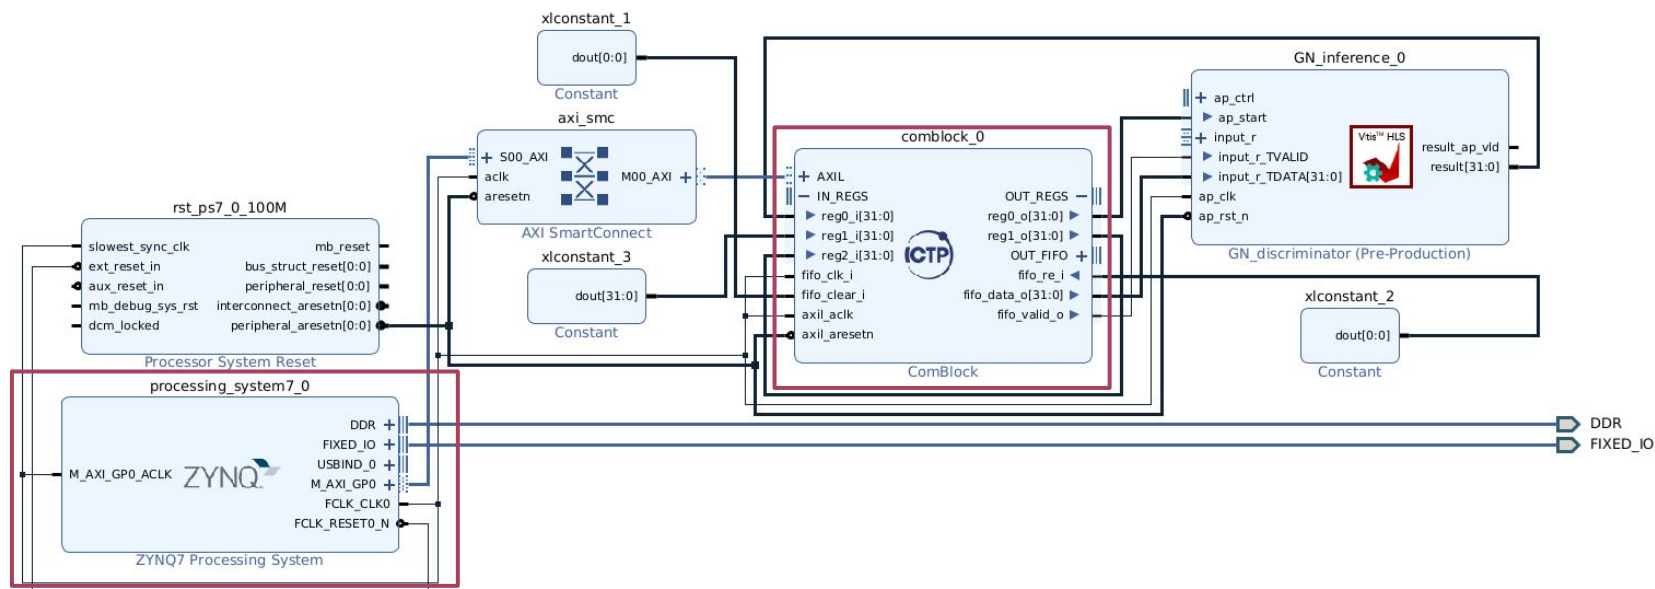 xlconstant_1
dout[0:0]
Constant
axi_smc
S00_AXI
aclk
aresetn
M00_AXI
AXI SmartConnect
xlconstant_3
dout[31:0]
Constant
rst_ps7_0_100M
slowest_sync_clk
ext_reset_in
aux_reset_in
mb_debug_sys_rst
dcm_locked
mb_reset
bus_struct_reset[0:0]
peripheral_reset[0:0]
interconnect_aresetn[0:0]
peripheral_aresetn[0:0]
Processor System Reset
processing_system7_0
M_AXI_GP0_ACLK
ZYNQ
DDR
FIXED_IO
USBIND_0
M_AXI_GP0
FCLK_CLK0
FCLK_RESET0_N
ZYNQ7 Processing System
comblock_0
AXIL
IN_REGS
reg0_i[31:0]
reg1_i[31:0]
reg2_i[31:0]
fifo_clk_i
fifo_clear_i
axil_aclk
axil_aresetn
ICTP
OUT_REGS
reg0_o[31:0]
reg1_o[31:0]
OUT_FIFO
fifo_re_i
fifo_data_o[31:0]
fifo_valid_o
ComBlock
GN_inference_0
ap_ctrl
ap_start
input_r
input_r_TVALID
input_r_TDATA[31:0]
ap_clk
ap_rst_n
Vitis™ HLS
result_ap_vld
result[31:0]
GN_discriminator (Pre-Production)
xlconstant_2
dout[0:0]
Constant
DDR
FIXED_IO